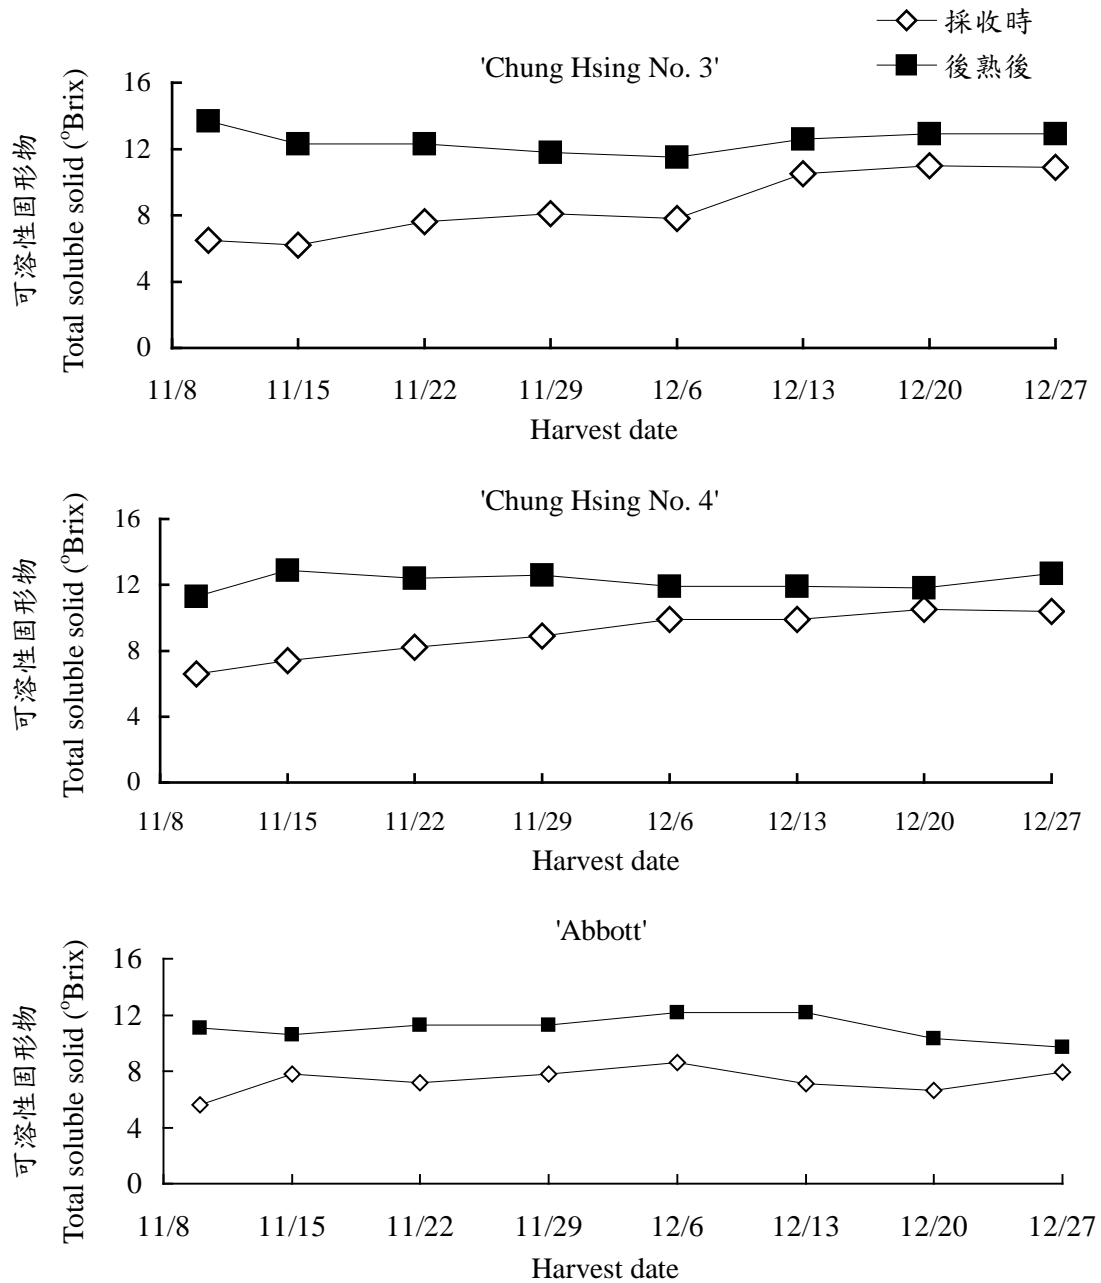 採收時
後熟後
'Chung Hsing No. 3'
可溶性固形物
Total soluble solid (ºBrix)
16
12
8
4
0
11/8 11/15 11/22 11/29 12/6 12/13 12/20 12/27
Harvest date
'Chung Hsing No. 4'
可溶性固形物
Total soluble solid (ºBrix)
16
12
8
4
0
11/8 11/15 11/22 11/29 12/6 12/13 12/20 12/27
Harvest date
'Abbott'
可溶性固形物
Total soluble solid (ºBrix)
16
12
8
4
0
11/8 11/15 11/22 11/29 12/6 12/13 12/20 12/27
Harvest date